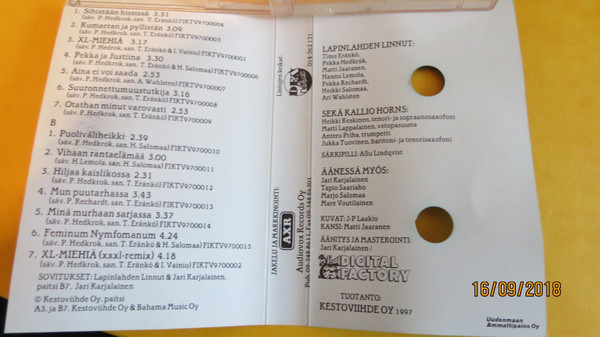 1. Sihistään hississä 3.31
(säv. P. Hedkrok, san. T. Eränkö) FIKTV9700004
2. Kumarran ja pyllistän 3.09
(säv. P. Hedkrok, san. T. Eränkö) FIKTV9700003
3. XL-MIEHIÄ 3.17
(säv. P. Hedkrok, san. T. Eränkö & I. Vainio) FIKTV9700001
4. Pekka ja Justiina 3.30
(säv. P. Hedkrok, san. T. Eränkö & H. Salomaa) FIKTV9700006
5. Aina ei voi saada 2.53
(säv. P. Hedkrok, san. A. Wahlsten) FIKTV9700007
6. Suuronnettumuustutkija 3.16
(säv. P. Hedkrok, san. T. Eränkö) FIKTV9700008
7. Otathan minut varovasti 2.53
(säv. P. Hedkrok, san. T. Eränkö) FIKTV9700009
B
1. Puoliväliheikki 2.39
(säv. P. Hedkrok, san. H. Salomaa) FIKTV9700010
2. Vihaan rantaelämää 3.00
(säv. H. Lemola, san. M. Salomaa) FIKTV9700011
3. Hiljaa kaislikossa 2.31
(säv. P. Hedkrok, san. T. Eränkö) FIKTV9700012
4. Mun puutarhassa 3.43
(säv. P. Rechardt, san. T. Eränkö) FIKTV9700013
5. Minä murhaan sarjassa 3.37
(säv. P. Hedkrok, san. T. Eränkö) FIKTV9700014
6. Feminum Nymfomanum 4.24
(säv. P. Hedkrok, san. T. Eränkö & H. Salomaa) FIKTV9700015
7. XL-MIEHIÄ (xxxl-remix) 4.18
(säv. P. Hedkrok, san. T. Eränkö & I. Vainio) FIKTV9700002
SOVITUKSET: Lapinlahden Linnut & Jari Karjalainen,
paitsi B7. Jari Karjalainen
© Kestoviihde Oy, paitsi
A3. ja B7. Kestoviihde Oy & Bahama Music Oy
Lintujen keikat:
DEX
JAKELU JA MARKKINOINTI:
AXR
Audiovox Records Oy
LAPINLAHDEN LINNUT:
Timo Eränkö,
Pekka Hedkrok,
Matti Jaaranen,
Hannu Lemola,
Pekka Rechardt,
Heikki Salomaa,
Ari Wahlsten
SEKÄ KALLIO HORNS:
Heikki Keskinen, tenori- ja sopraanosaxofoni
Matti Lappalainen, vetopasuuna
Antero Priha, trumpetti
Jukka Tuovinen, baritoni- ja tenorisaxofoni
SÄKKIPILLI: Allu Lindqvist
ÄÄNESSÄ MYÖS:
Jari Karjalainen
Tapio Saariaho
Marjo Salomaa
Mare Vuutilainen
KUVAT: J-P Laakio
KANSI: Matti Jaaranen
ÄÄNITYS JA MASTEROINTI:
Jari Karjalainen /
DIGITAL
FACTORY
TUOTANTO:
KESTOVIIHDE OY 1997
Uudenmaan
Ammattipaino Oy
16/09/2018